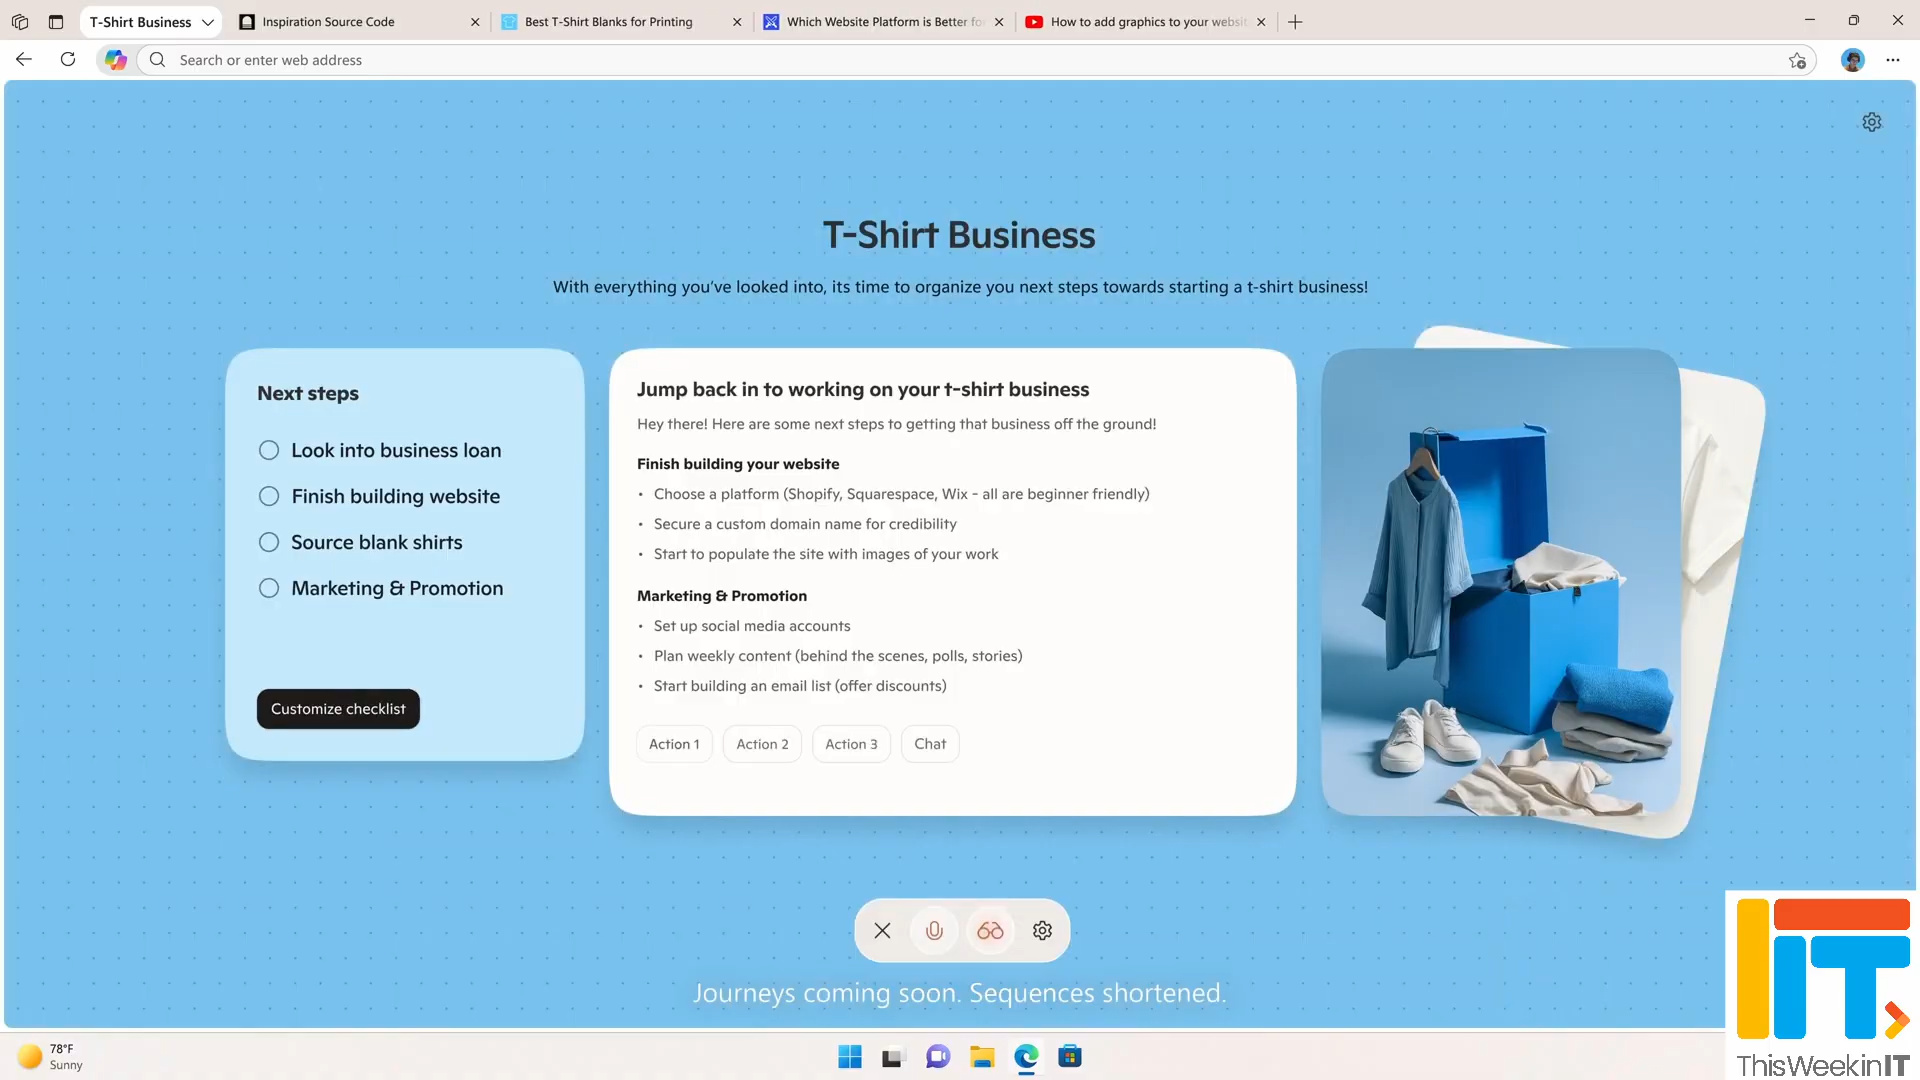 T-Shirt Business
Inspiration Source Code
Best T-Shirt Blanks for Printing
Which Website Platform is Better for
How to add graphics to your websit
Search or enter web address
T-Shirt Business
With everything you've looked into, its time to organize you next steps towards starting a t-shirt business!
Next steps
Look into business loan
Finish building website
Source blank shirts
Marketing & Promotion
Customize checklist
Jump back in to working on your t-shirt business
Hey there! Here are some next steps to getting that business off the ground!
Finish building your website
• Choose a platform (Shopify, Squarespace, Wix - all are beginner friendly)
• Secure a custom domain name for credibility
• Start to populate the site with images of your work
Marketing & Promotion
• Set up social media accounts
• Plan weekly content (behind the scenes, polls, stories)
• Start building an email list (offer discounts)
Action 1 Action 2 Action 3 Chat
Journeys coming soon. Sequences shortened.
78°F
Sunny
IT
ThisWeekinIT